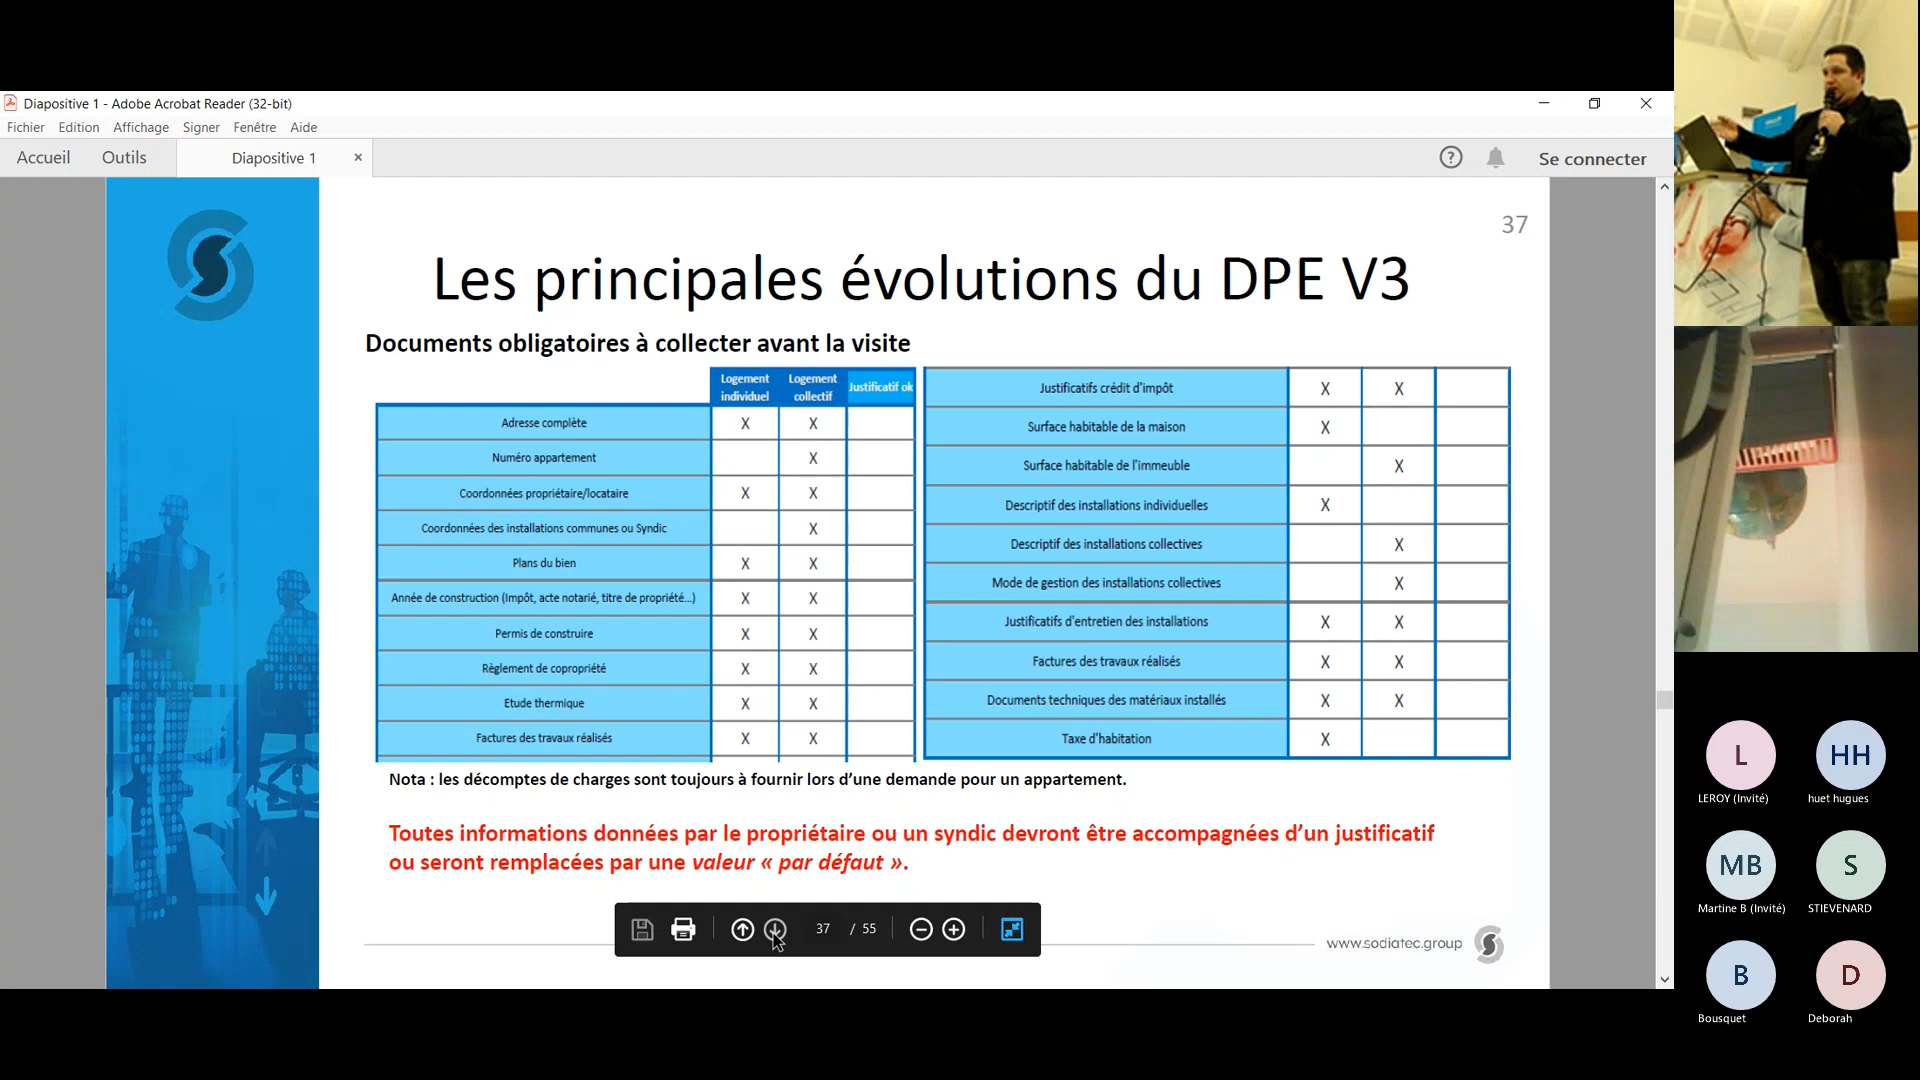 Diapositive 1 - Adobe Acrobat Reader (32-bit)
Fichier Edition Affichage Signer Fenêtre Aide
Accueil Outils Diapositive 1 × ? Se connecter
37
Les principales évolutions du DPE V3
Documents obligatoires à collecter avant la visite
Logement individuel Logement collectif Justificatif ok
Adresse complète X X
Numéro appartement X
Coordonnées propriétaire/locataire X X
Coordonnées des installations communes ou Syndic X
Plans du bien X X
Année de construction (Impôt, acte notarié, titre de propriété...) X X
Permis de construire X X
Règlement de copropriété X X
Etude thermique X X
Factures des travaux réalisés X X
Justificatifs crédit d'impôt X X
Surface habitable de la maison X
Surface habitable de l'immeuble X
Descriptif des installations individuelles X
Descriptif des installations collectives X
Mode de gestion des installations collectives X
Justificatifs d'entretien des installations X X
Factures des travaux réalisés X X
Documents techniques des matériaux installés X X
Taxe d'habitation X
Nota : les décomptes de charges sont toujours à fournir lors d’une demande pour un appartement.
Toutes informations données par le propriétaire ou un syndic devront être accompagnées d’un justificatif
ou seront remplacées par une valeur « par défaut ».
37 / 55
www.sodiatec.group
L HH
LEROY (Invité) huet hugues
MB S
Martine B (Invité) STIEVENARD
B D
Bousquet Deborah